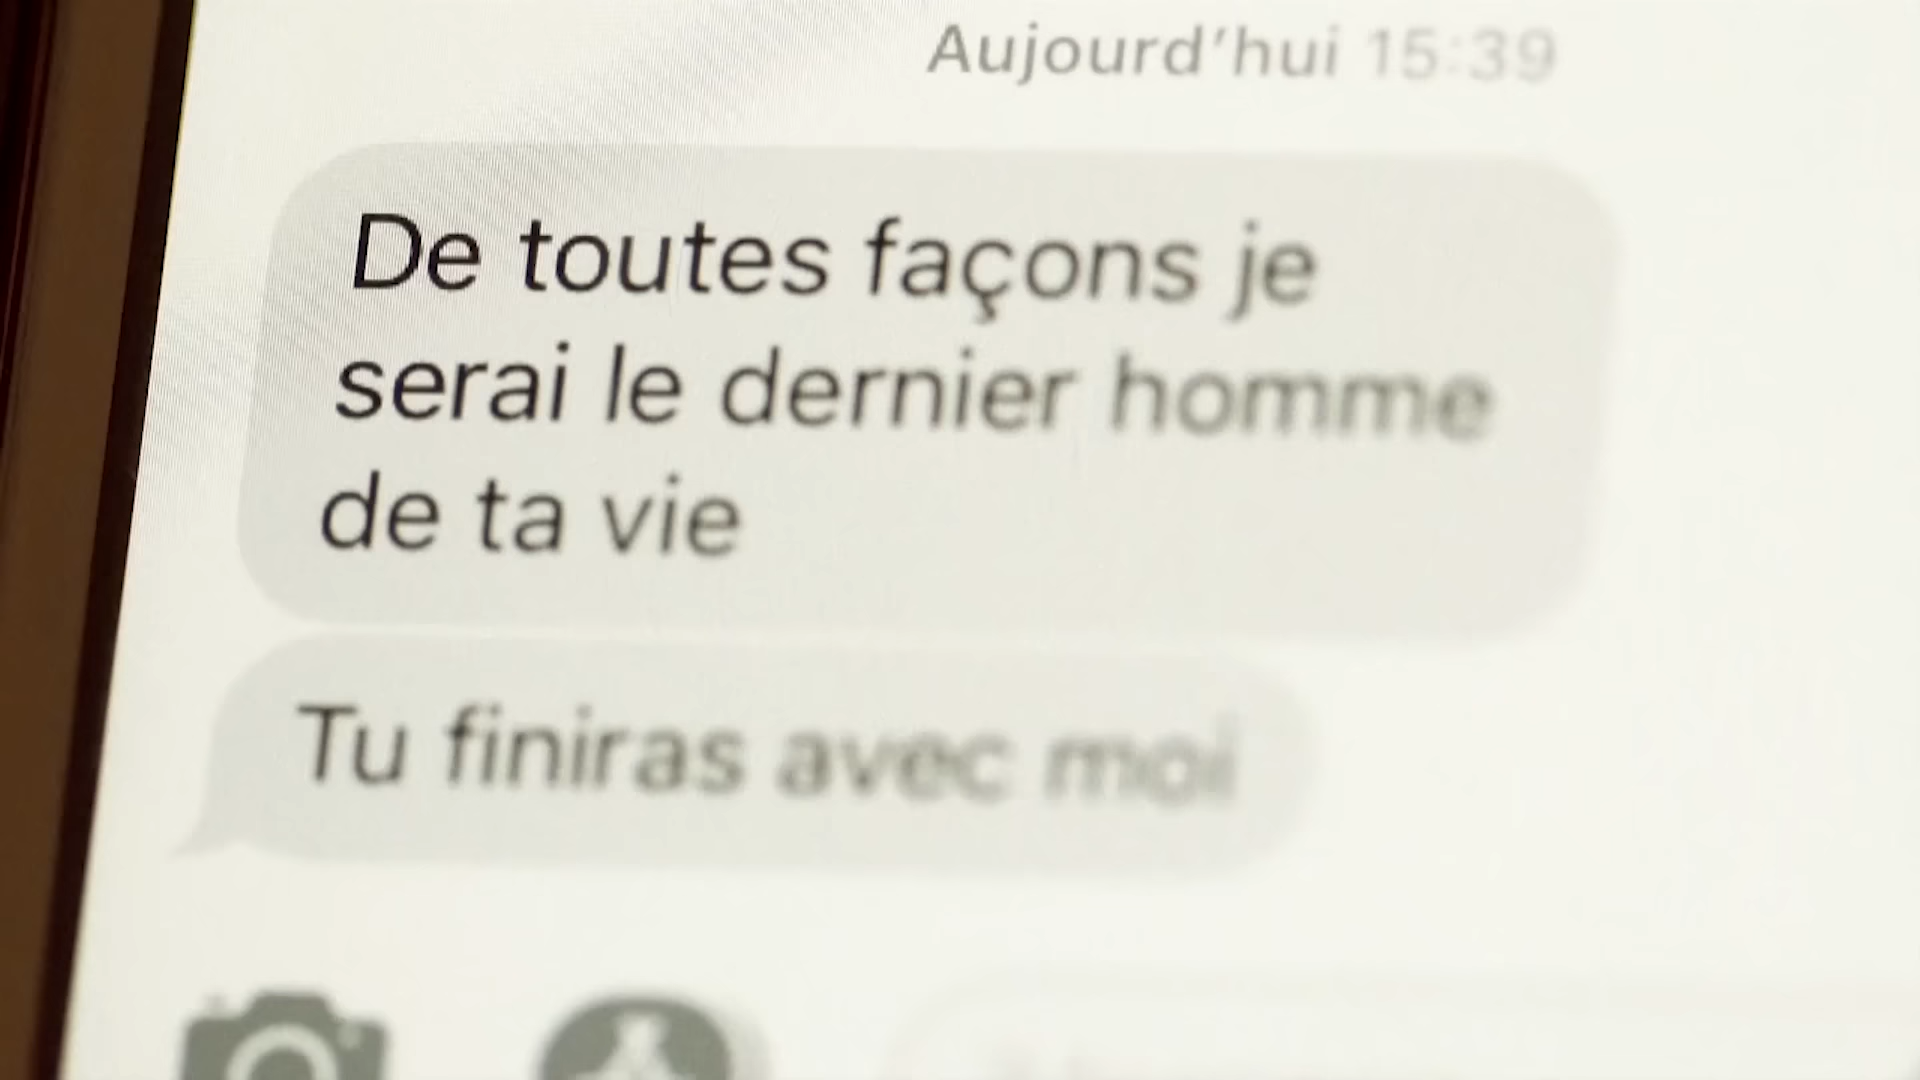 Aujourd'hui 15:39
De toutes façons je
serai le dernier homme
de ta vie
Tu finiras avec moi